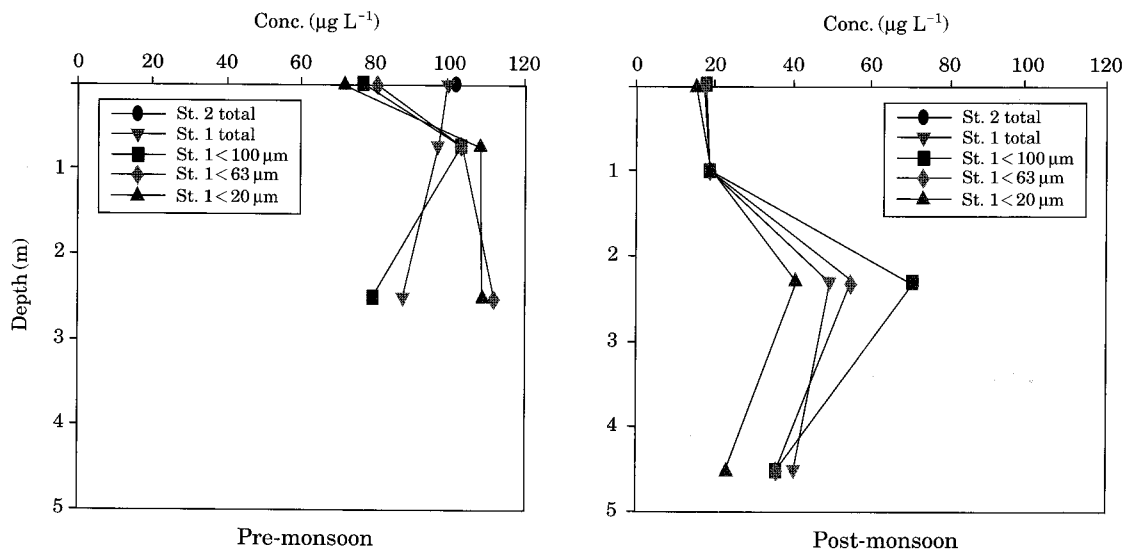 Conc. (µg L⁻¹)
0 20 40 60 80 100 120
St. 2 total
St. 1 total
St. 1 < 100 µm
St. 1 < 63 µm
St. 1 < 20 µm
Depth (m)
1
2
3
4
5
Pre-monsoon
Conc. (µg L⁻¹)
0 20 40 60 80 100 120
St. 2 total
St. 1 total
St. 1 < 100 µm
St. 1 < 63 µm
St. 1 < 20 µm
1
2
3
4
5
Post-monsoon